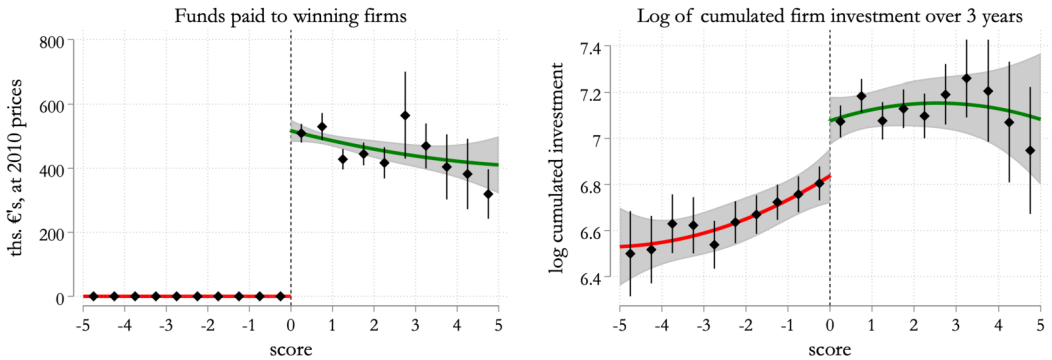 Funds paid to winning firms
ths. €'s, at 2010 prices
800
600
400
200
0
-5 -4 -3 -2 -1 0 1 2 3 4 5
score
Log of cumulated firm investment over 3 years
log cumulated investment
7.4
7.2
7
6.8
6.6
6.4
-5 -4 -3 -2 -1 0 1 2 3 4 5
score